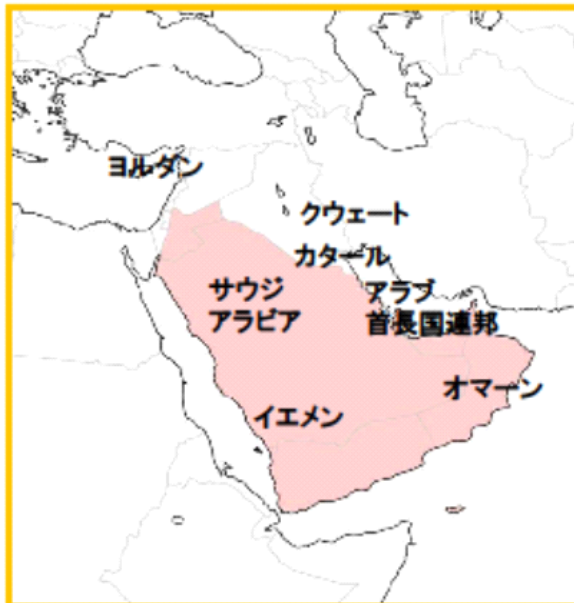 ヨルダン
クウェート
カタール
サウジ
アラビア
アラブ
首長国連邦
オマーン
イエメン